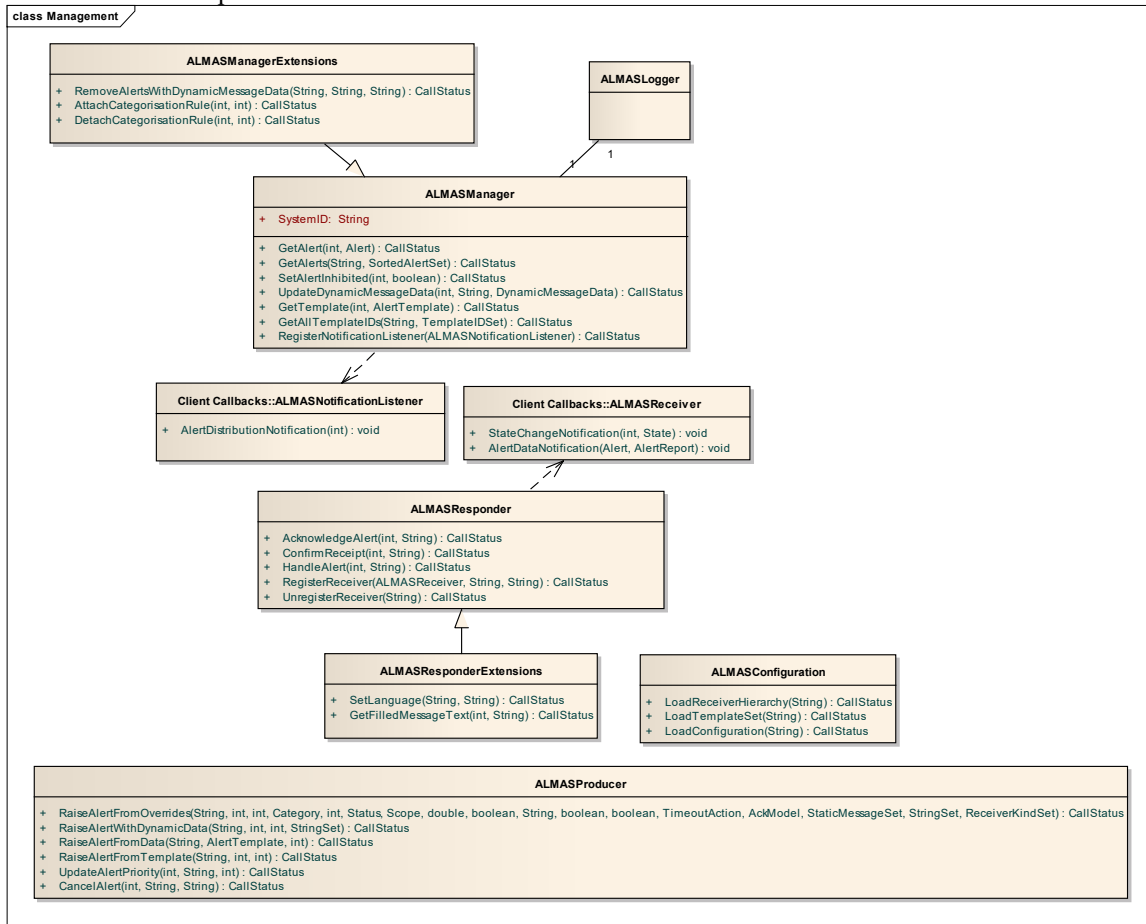 class Management
ALMASManagerExtensions
+ RemoveAlertsWithDynamicMessageData(String, String, String) : CallStatus
+ AttachCategorisationRule(int, int) : CallStatus
+ DetachCategorisationRule(int, int) : CallStatus
ALMASLogger
1
1
ALMASManager
+ SystemID: String
+ GetAlert(int, Alert) : CallStatus
+ GetAlerts(String, SortedAlertSet) : CallStatus
+ SetAlertInhibited(int, boolean) : CallStatus
+ UpdateDynamicMessageData(int, String, DynamicMessageData) : CallStatus
+ GetTemplate(int, AlertTemplate) : CallStatus
+ GetAllTemplateIDs(String, TemplateIDSet) : CallStatus
+ RegisterNotificationListener(ALMASNotificationListener) : CallStatus
Client Callbacks::ALMASNotificationListener
+ AlertDistributionNotification(int) : void
Client Callbacks::ALMASReceiver
+ StateChangeNotification(int, State) : void
+ AlertDataNotification(Alert, AlertReport) : void
ALMASResponder
+ AcknowledgeAlert(int, String) : CallStatus
+ ConfirmReceipt(int, String) : CallStatus
+ HandleAlert(int, String) : CallStatus
+ RegisterReceiver(ALMASReceiver, String, String) : CallStatus
+ UnregisterReceiver(String) : CallStatus
ALMASResponderExtensions
+ SetLanguage(String, String) : CallStatus
+ GetFilledMessageText(int, String) : CallStatus
ALMASConfiguration
+ LoadReceiverHierarchy(String) : CallStatus
+ LoadTemplateSet(String) : CallStatus
+ LoadConfiguration(String) : CallStatus
ALMASProducer
+ RaiseAlertFromOverrides(String, int, int, Category, int, Status, Scope, double, boolean, String, boolean, boolean, TimeoutAction, AckModel, StaticMessageSet, StringSet, ReceiverKindSet) : CallStatus
+ RaiseAlertWithDynamicData(String, int, int, StringSet) : CallStatus
+ RaiseAlertFromData(String, AlertTemplate, int) : CallStatus
+ RaiseAlertFromTemplate(String, int, int) : CallStatus
+ UpdateAlertPriority(int, String, int) : CallStatus
+ CancelAlert(int, String, String) : CallStatus